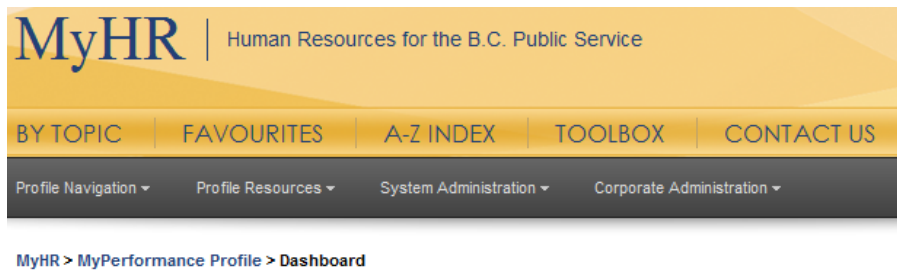 MyHR | Human Resources for the B.C. Public Service
BY TOPIC FAVOURITES A-Z INDEX TOOLBOX CONTACT US
Profile Navigation Profile Resources System Administration Corporate Administration
MyHR > MyPerformance Profile > Dashboard